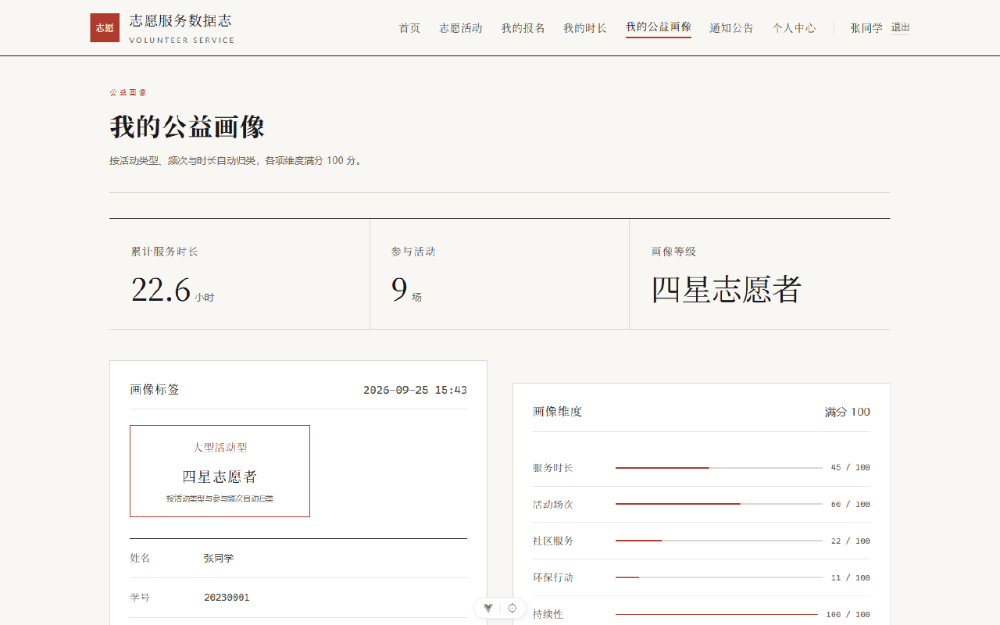 志愿
志愿服务数据志
VOLUNTEER SERVICE
首页
志愿活动
我的报名
我的时长
我的公益画像
通知公告
个人中心
张同学
退出
公益画像
我的公益画像
按活动类型、频次与时长自动归类，各项维度满分 100 分。
累计服务时长
22.6 小时
参与活动
9 场
画像等级
四星志愿者
画像标签
2026-09-25 15:43
大型活动型
四星志愿者
按活动类型与参与频次自动归类
姓名
张同学
学号
20230001
画像维度
满分 100
服务时长
45 / 100
活动场次
60 / 100
社区服务
22 / 100
环保行动
11 / 100
持续性
100 / 100